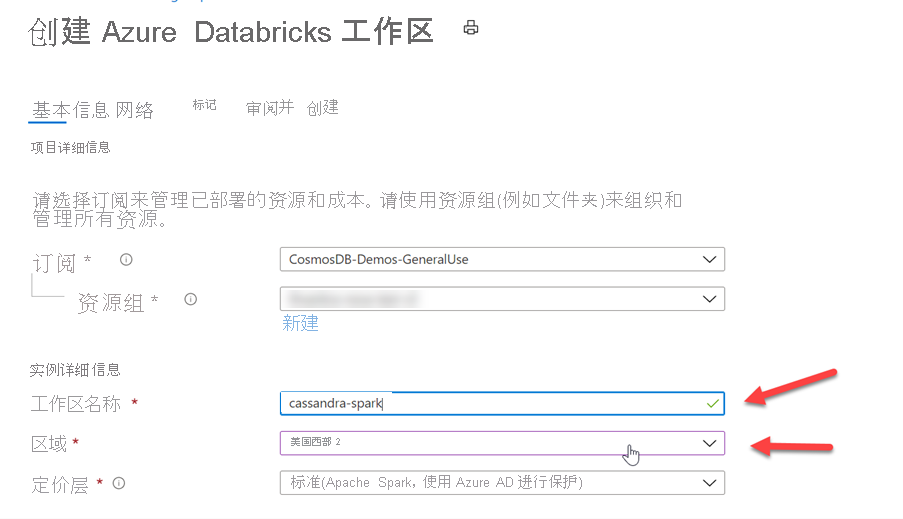 创建 Azure Databricks 工作区
基本信息 网络 标记 审阅并 创建
项目详细信息
请选择订阅来管理已部署的资源和成本。请使用资源组(例如文件夹)来组织和
管理所有资源。
订阅 * CosmosDB-Demos-GeneralUse
资源组 *
新建
实例详细信息
工作区名称 * cassandra-spark
区域 * 美国西部 2
定价层 * 标准(Apache Spark, 使用 Azure AD 进行保护)